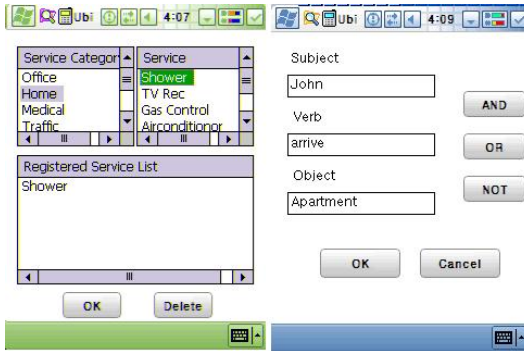 Ubi 4:07
Service Categor Service
Office Shower
Home TV Rec
Medical Gas Control
Traffic Airconditionor
Registered Service List
Shower
OK Delete
Ubi 4:09
Subject
John
AND
Verb
arrive
OR
Object
NOT
Apartment
OK Cancel